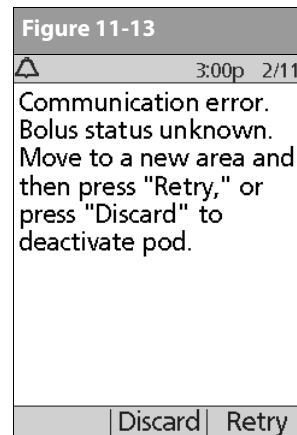 Figure 11-13
3:00p 2/11
Communication error.
Bolus status unknown.
Move to a new area and
then press "Retry," or
press "Discard" to
deactivate pod.
Discard Retry